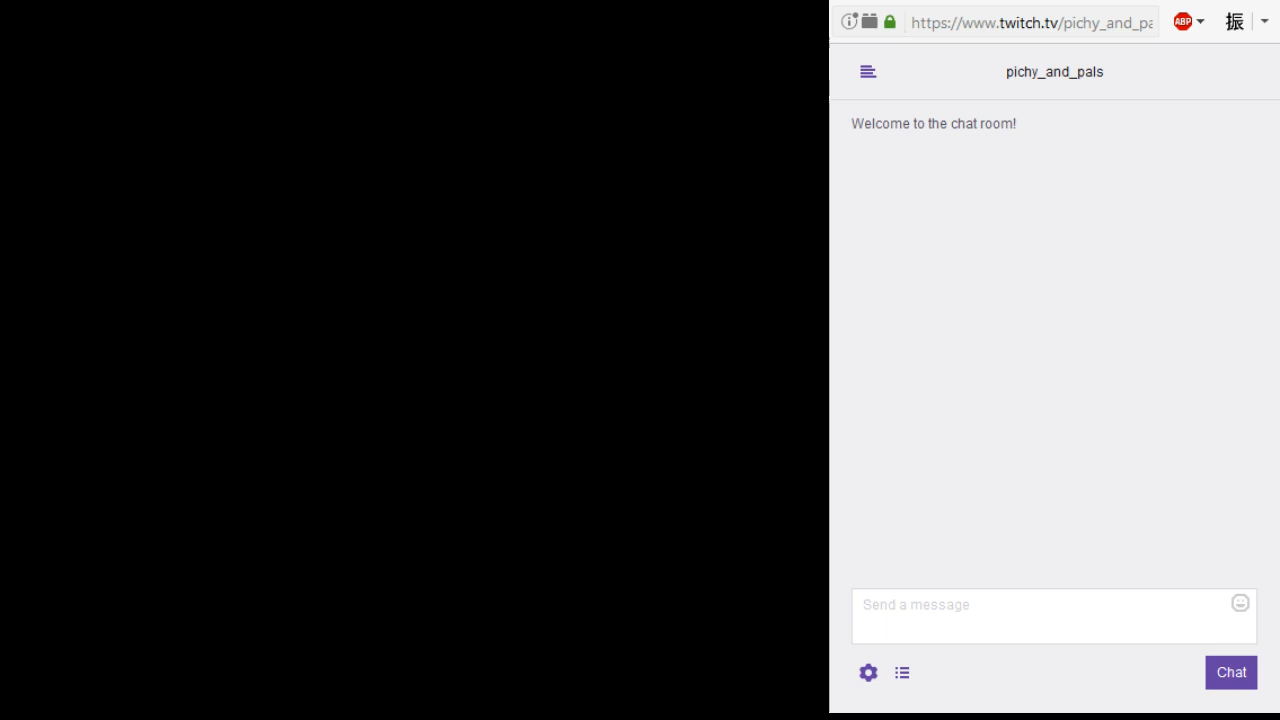 https://www.twitch.tv/pichy_and_pa
ABP
振
pichy_and_pals
Welcome to the chat room!
Send a message
Chat